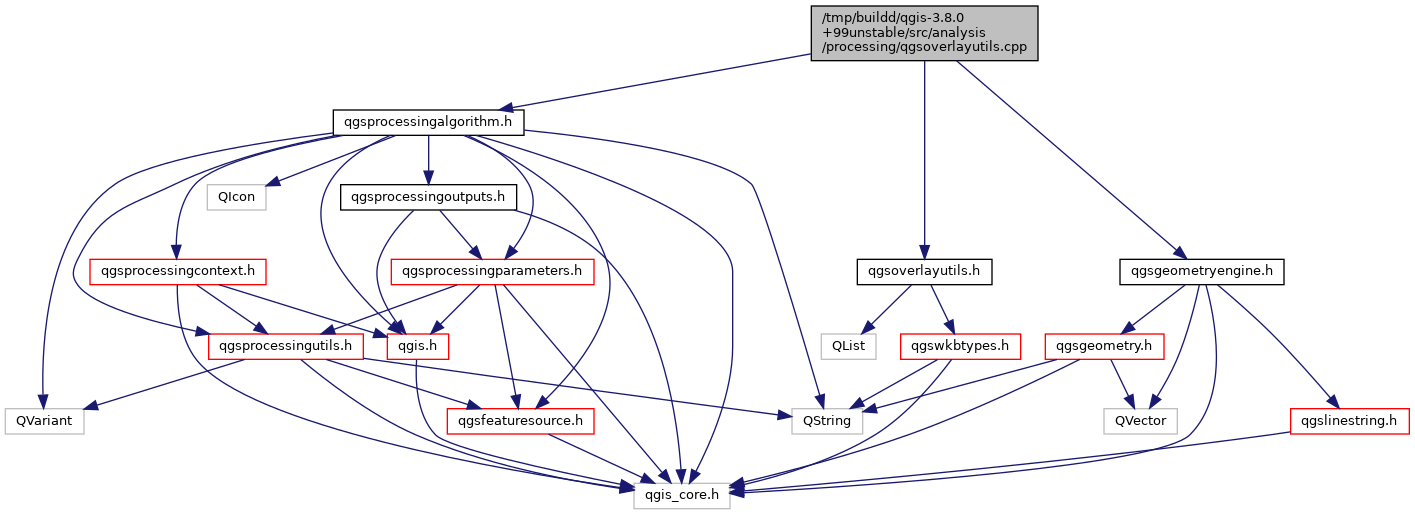 /tmp/buildd/qgis-3.8.0
+99unstable/src/analysis
/processing/qgsoverlayutils.cpp
qgsprocessingalgorithm.h
QIcon
qgsprocessingoutputs.h
qgsprocessingcontext.h
qgsprocessingparameters.h
qgsoverlayutils.h
qgsgeometryengine.h
qgsprocessingutils.h
qgis.h
QList
qgswkbtypes.h
qgsgeometry.h
QVariant
qgsfeaturesource.h
QString
QVector
qgslinestring.h
qgis_core.h